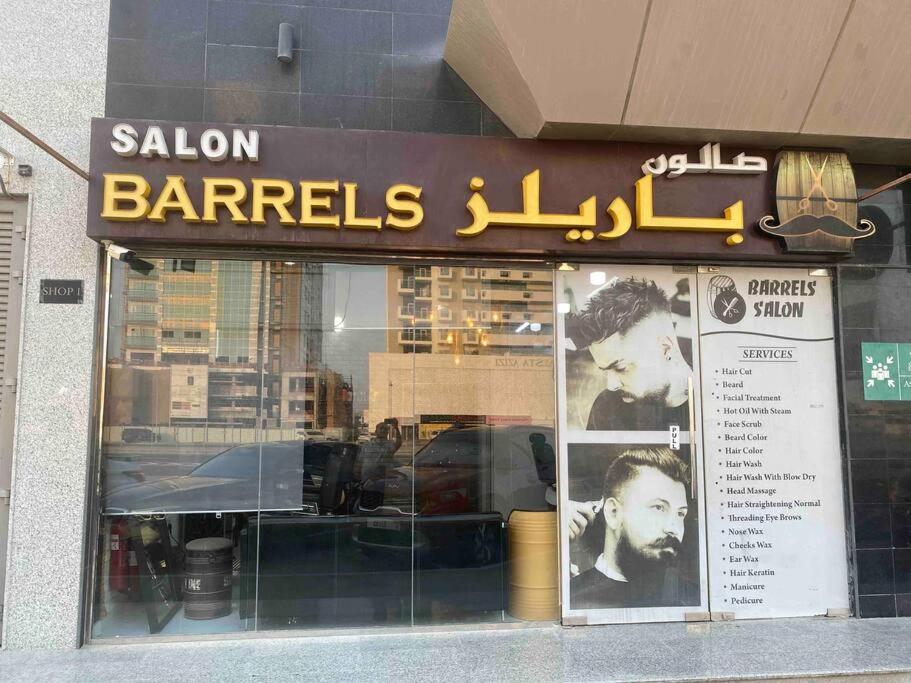 SALON
BARRELS
صالون
باريلز
SHOP 1
BARRELS
SALON
SERVICES
• Hair Cut
• Beard
• Facial Treatment
• Hot Oil With Steam
• Face Scrub
• Beard Color
• Hair Color
• Hair Wash
• Hair Wash With Blow Dry
• Head Massage
• Hair Straightening Normal
• Threading Eye Brows
• Nose Wax
• Cheeks Wax
• Ear Wax
• Hair Keratin
• Manicure
• Pedicure
PULL